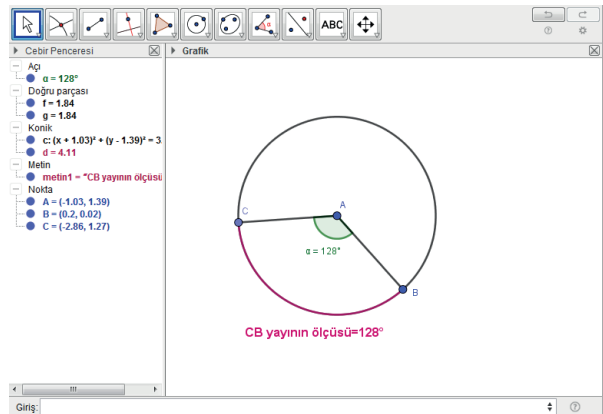 ABC
Cebir Penceresi
Grafik
Açı
α = 128°
Doğru parçası
f = 1.84
g = 1.84
Konik
c: (x + 1.03)² + (y - 1.39)² = 3
d = 4.11
Metin
metin1 = "CB yayının ölçüsü
Nokta
A = (-1.03, 1.39)
B = (0.2, 0.02)
C = (-2.86, 1.27)
A
C
α = 128°
B
CB yayının ölçüsü=128°
Giriş: